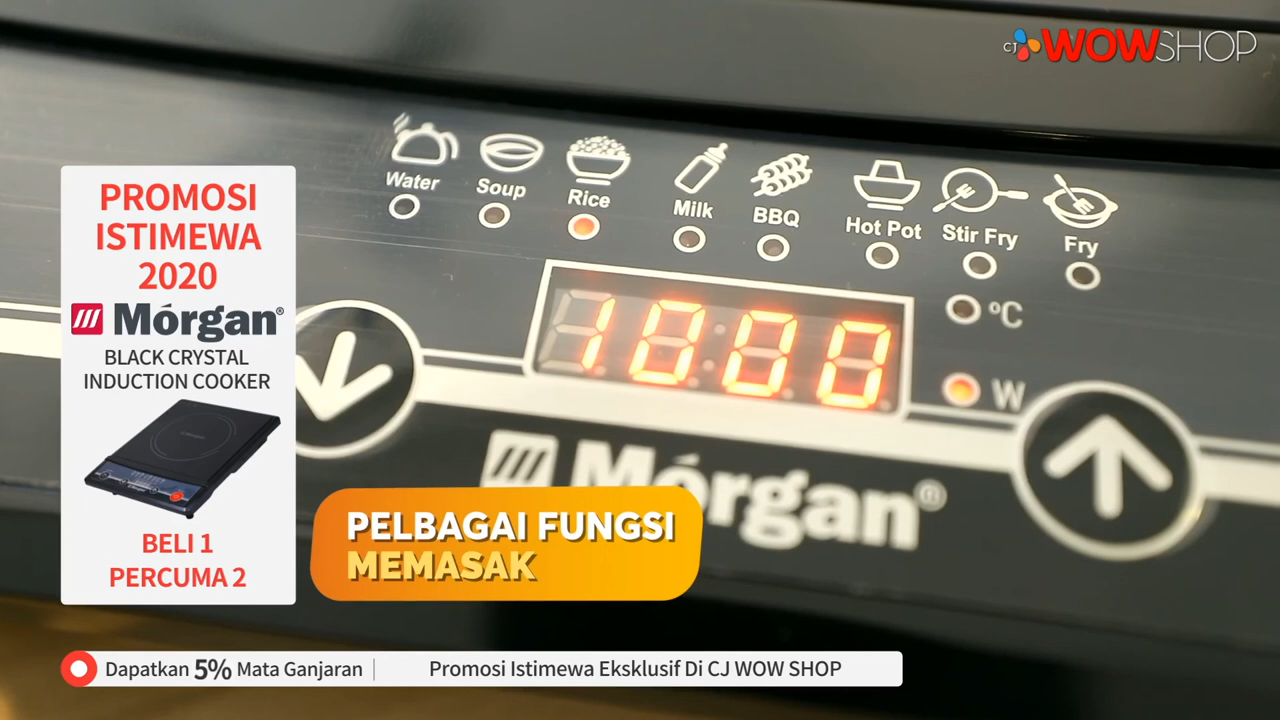 CJ WOWSHOP
Water
Soup
Rice
Milk
BBQ
Hot Pot
Stir Fry
Fry
1000
°C
W
Mórgan®
PROMOSI
ISTIMEWA
2020
Mórgan®
BLACK CRYSTAL
INDUCTION COOKER
BELI 1
PERCUMA 2
PELBAGAI FUNGSI
MEMASAK
Dapatkan 5% Mata Ganjaran
Promosi Istimewa Eksklusif Di CJ WOW SHOP